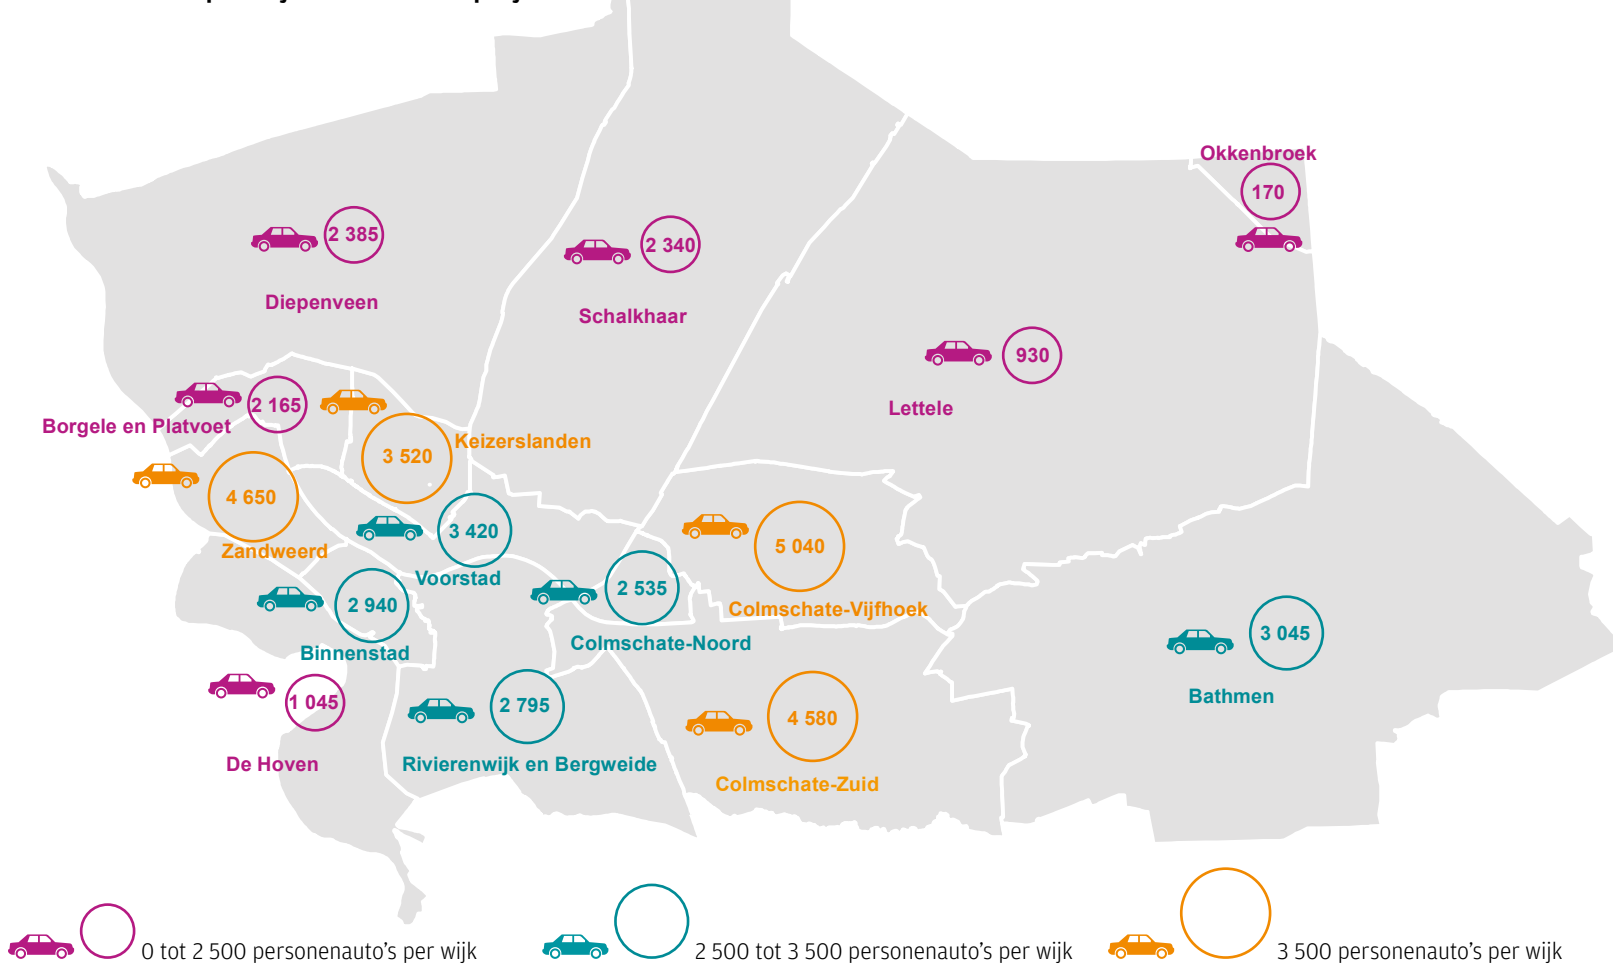 Okkenbroek
170
2 385
2 340
Diepenveen
Schalkhaar
930
Lettele
2 165
Borgele en Platvoet
Keizerslanden
3 520
4 650
Zandweerd
3 420
Voorstad
5 040
Colmschate-Vijfhoek
2 535
Colmschate-Noord
2 940
Binnenstad
3 045
Bathmen
1 045
De Hoven
2 795
Rivierenwijk en Bergweide
4 580
Colmschate-Zuid
0 tot 2 500 personenauto's per wijk
2 500 tot 3 500 personenauto's per wijk
3 500 personenauto's per wijk